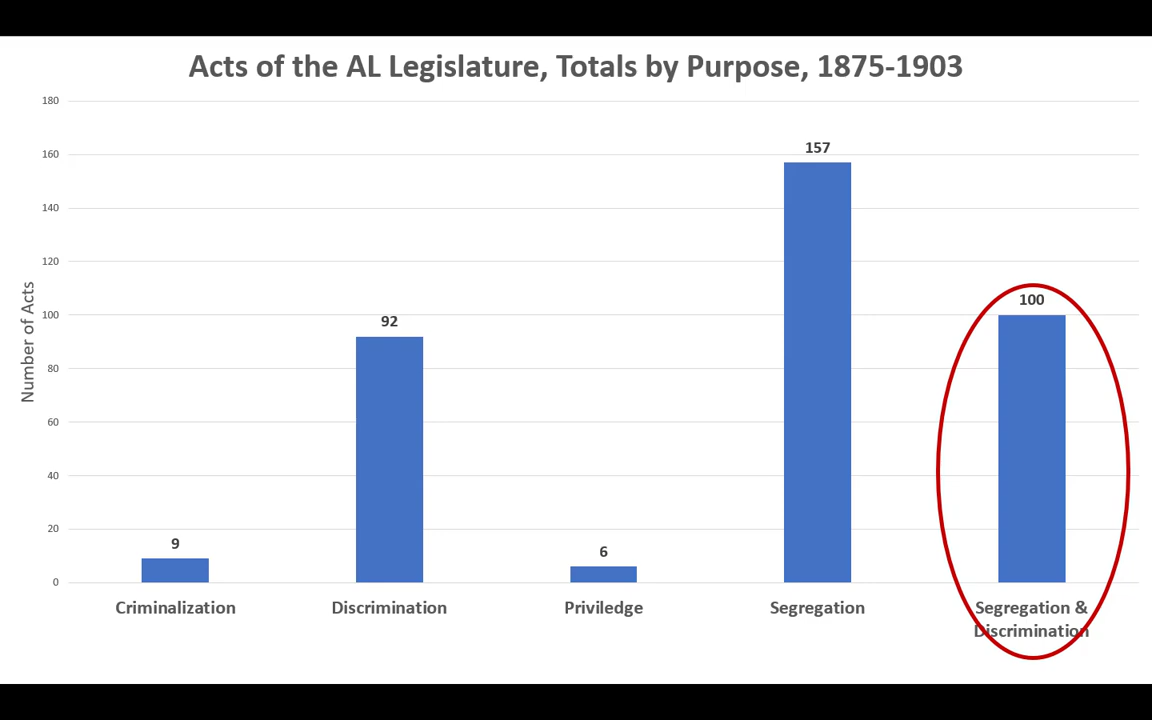 Acts of the AL Legislature, Totals by Purpose, 1875-1903
Number of Acts
180
160
140
120
100
80
60
40
20
0
9
92
6
157
100
Criminalization
Discrimination
Priviledge
Segregation
Segregation &
Discrimination